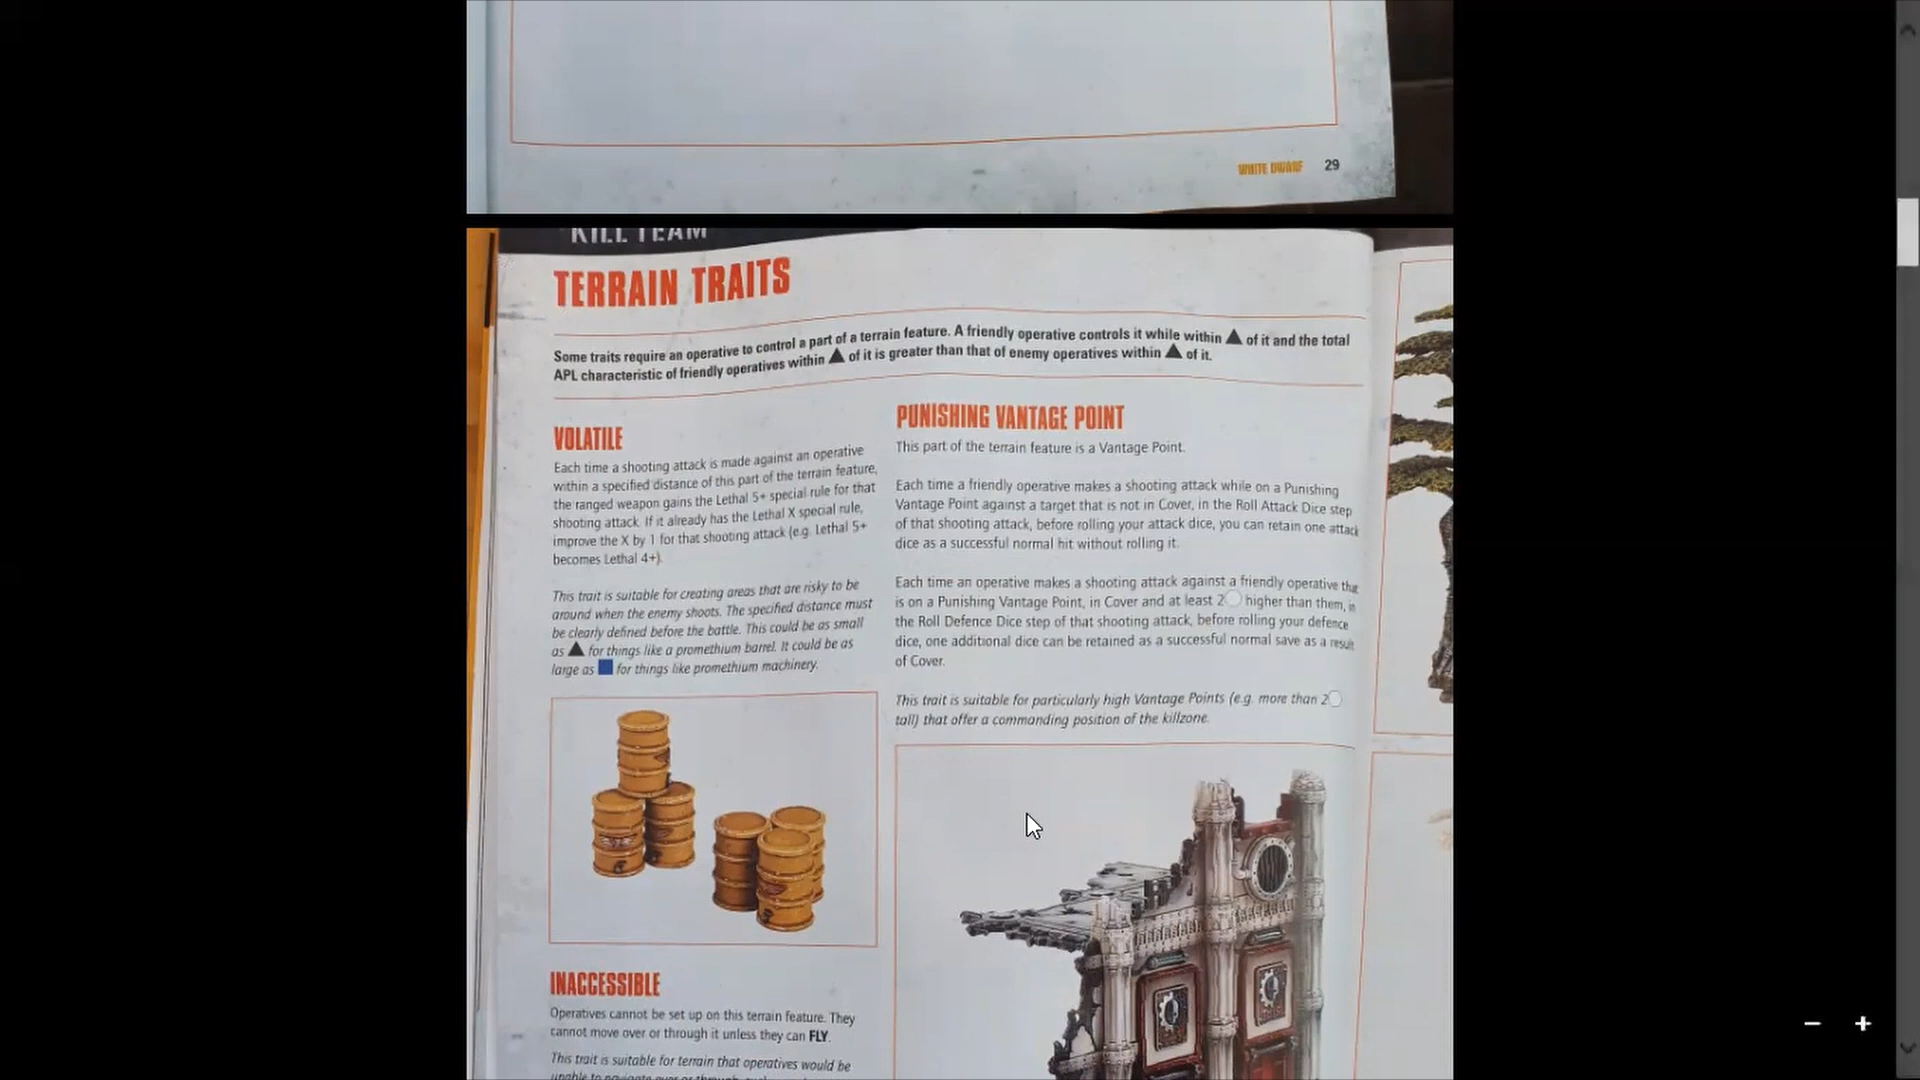 WHITE DWARF 29
KILL TEAM
TERRAIN TRAITS
Some traits require an operative to control a part of a terrain feature. A friendly operative controls it while within ▲ of it and the total
APL characteristic of friendly operatives within ▲ of it is greater than that of enemy operatives within ▲ of it.
VOLATILE
Each time a shooting attack is made against an operative
within a specified distance of this part of the terrain feature,
the ranged weapon gains the Lethal 5+ special rule for that
shooting attack. If it already has the Lethal X special rule,
improve the X by 1 for that shooting attack (e.g. Lethal 5+
becomes Lethal 4+).
This trait is suitable for creating areas that are risky to be
around when the enemy shoots. The specified distance must
be clearly defined before the battle. This could be as small
as ▲ for things like a promethium barrel. It could be as
large as ■ for things like promethium machinery.
INACCESSIBLE
Operatives cannot be set up on this terrain feature. They
cannot move over or through it unless they can FLY.
This trait is suitable for terrain that operatives would be
unable to navigate over or through
PUNISHING VANTAGE POINT
This part of the terrain feature is a Vantage Point.
Each time a friendly operative makes a shooting attack while on a Punishing
Vantage Point against a target that is not in Cover, in the Roll Attack Dice step
of that shooting attack, before rolling your attack dice, you can retain one attack
dice as a successful normal hit without rolling it.
Each time an operative makes a shooting attack against a friendly operative that
is on a Punishing Vantage Point, in Cover and at least 2○ higher than them, in
the Roll Defence Dice step of that shooting attack, before rolling your defence
dice, one additional dice can be retained as a successful normal save as a result
of Cover.
This trait is suitable for particularly high Vantage Points (e.g. more than 2○
tall) that offer a commanding position of the killzone.